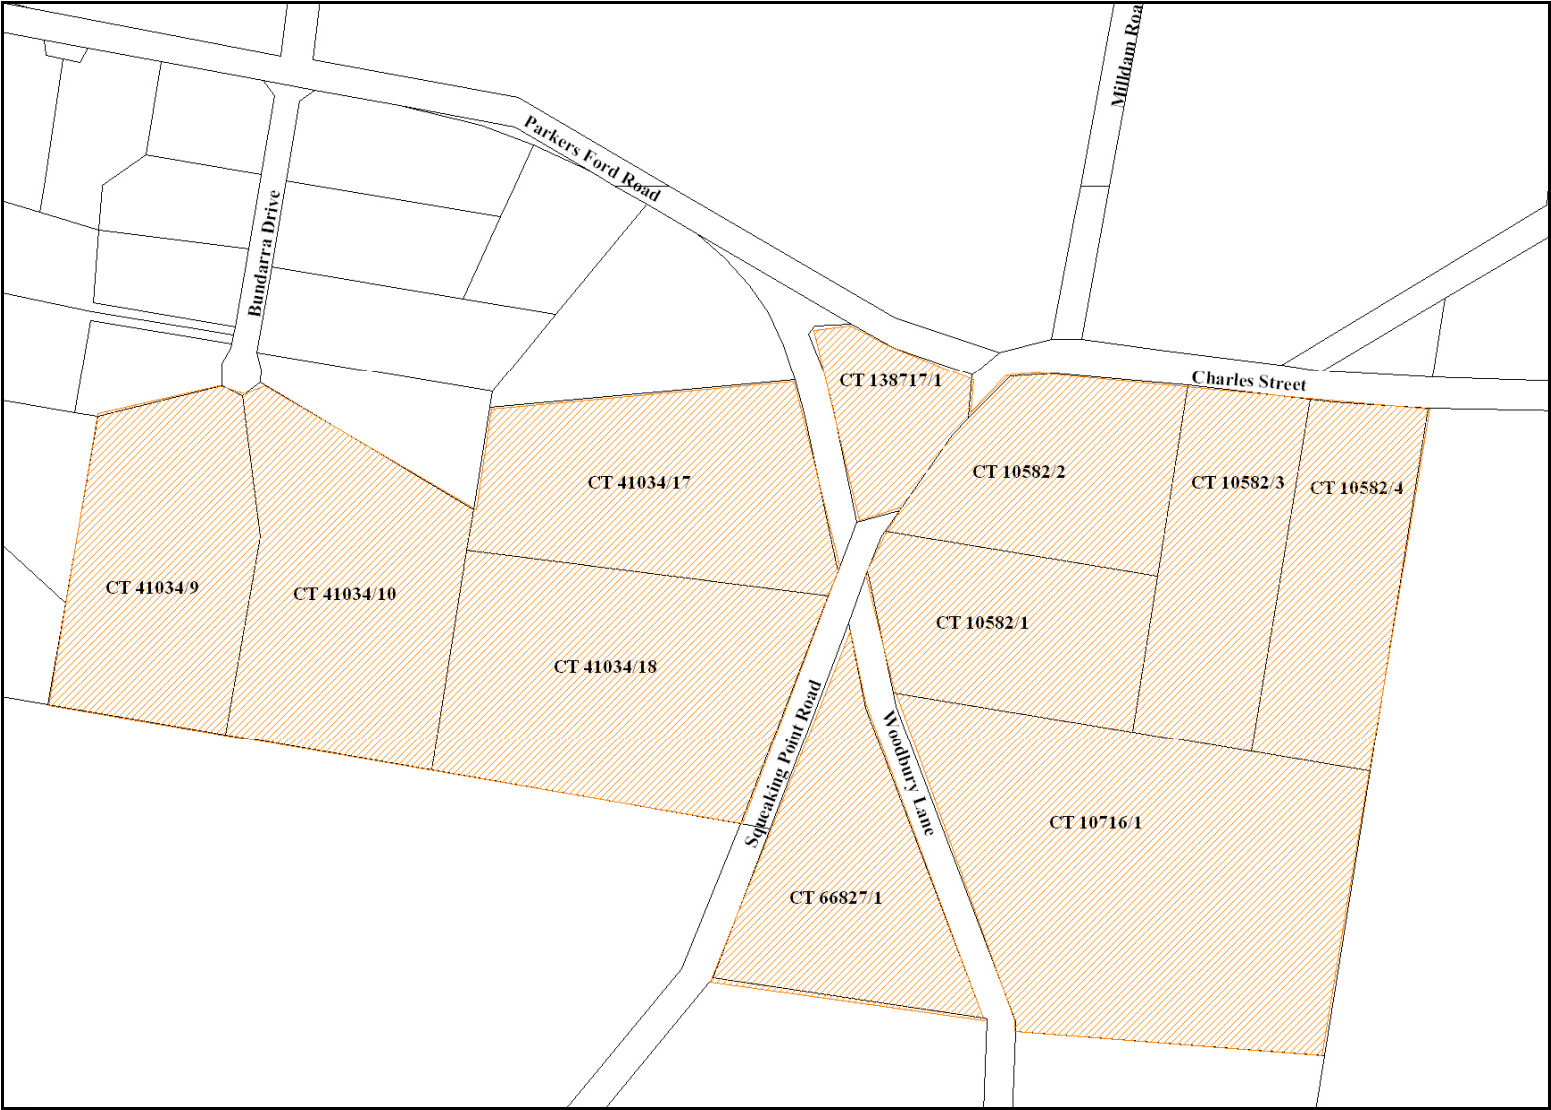 Milldam Roa
Parkers Ford Road
Bundarra Drive
CT 138717/1
Charles Street
CT 10582/2
CT 41034/17
CT 10582/3
CT 10582/4
CT 41034/9
CT 41034/10
CT 10582/1
CT 41034/18
Squeaking Point Road
Woodbury Lane
CT 10716/1
CT 66827/1